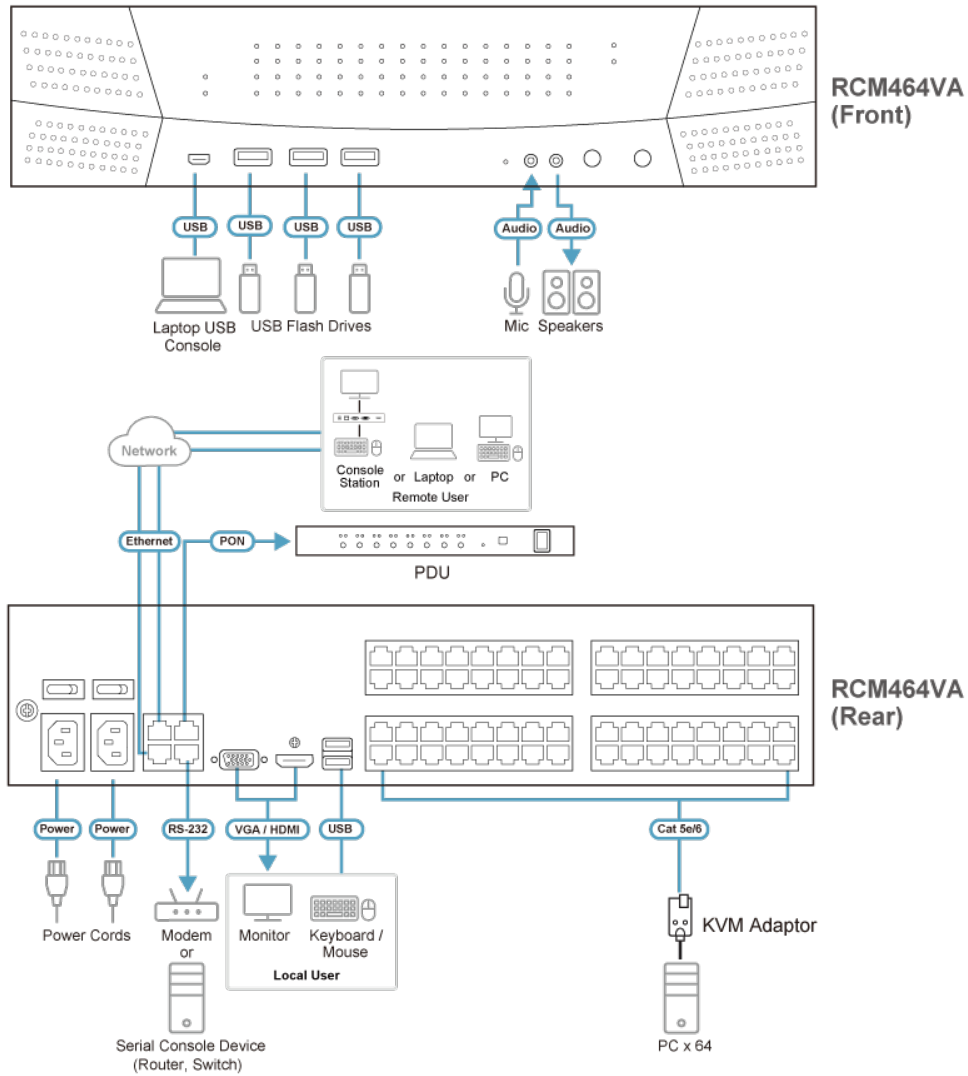 RCM464VA
(Front)
USB
USB
USB
USB
Audio
Audio
Laptop USB
Console
USB Flash Drives
Mic
Speakers
Network
Console
Station
or
Laptop
or
PC
Remote User
Ethernet
PON
PDU
RCM464VA
(Rear)
Power
Power
RS-232
VGA / HDMI
USB
Cat 5e/6
Power Cords
Modem
or
Monitor
Keyboard /
Mouse
Local User
KVM Adaptor
Serial Console Device
(Router, Switch)
PC x 64